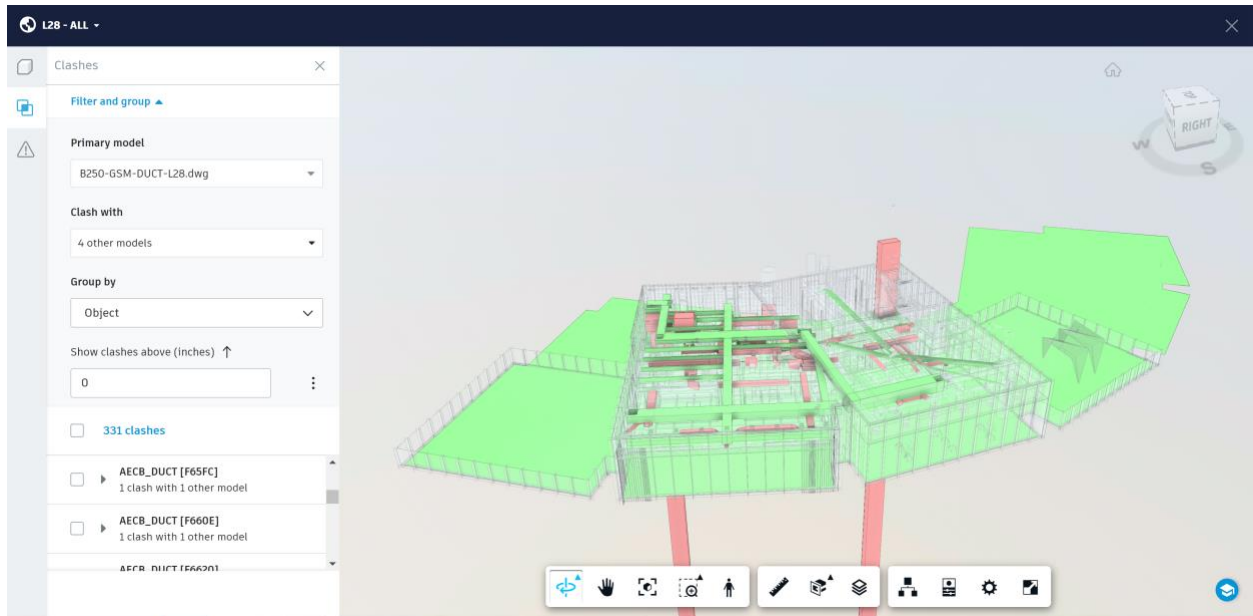 L28 - ALL
Clashes
Filter and group
Primary model
B250-GSM-DUCT-L28.dwg
Clash with
4 other models
Group by
Object
Show clashes above (inches)
0
331 clashes
AECB_DUCT [F65FC]
1 clash with 1 other model
AECB_DUCT [F660E]
1 clash with 1 other model
AECB_DUCT [F6620]
RIGHT
W
S